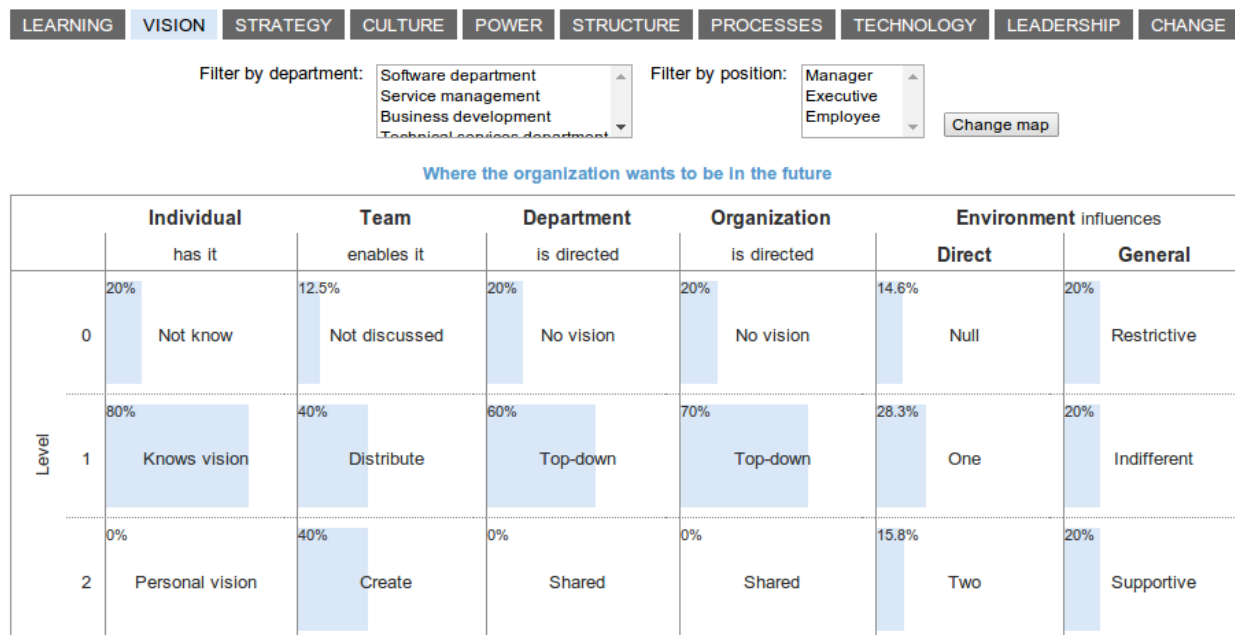 LEARNING VISION STRATEGY CULTURE POWER STRUCTURE PROCESSES TECHNOLOGY LEADERSHIP CHANGE
Filter by department: Software department Filter by position: Manager
Service management Executive
Business development Employee
Technical services department Change map
Where the organization wants to be in the future
Individual Team Department Organization Environment influences
has it enables it is directed is directed Direct General
20% 12.5% 20% 20% 14.6% 20%
0 Not know Not discussed No vision No vision Null Restrictive
80% 40% 60% 70% 28.3% 20%
Level 1 Knows vision Distribute Top-down Top-down One Indifferent
0% 40% 0% 0% 15.8% 20%
2 Personal vision Create Shared Shared Two Supportive